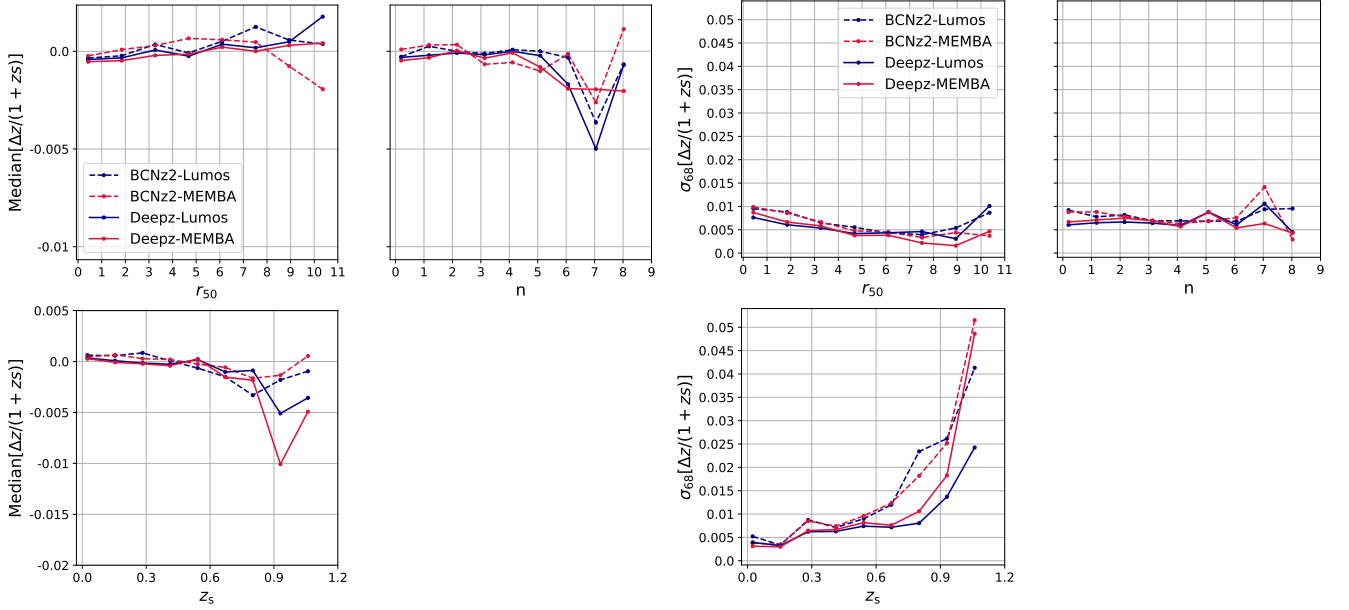 Median[Δz/(1 + zs)]
0.0
-0.005
-0.01
BCNz2-Lumos
BCNz2-MEMBA
Deepz-Lumos
Deepz-MEMBA
0 1 2 3 4 5 6 7 8 9 10 11
r50
0 1 2 3 4 5 6 7 8 9
n
σ68[Δz/(1 + zs)]
0.05
0.045
0.04
0.035
0.03
0.025
0.02
0.015
0.01
0.005
0.0
BCNz2-Lumos
BCNz2-MEMBA
Deepz-Lumos
Deepz-MEMBA
0 1 2 3 4 5 6 7 8 9 10 11
r50
0 1 2 3 4 5 6 7 8 9
n
Median[Δz/(1 + zs)]
0.005
0.0
-0.005
-0.01
-0.015
-0.02
0.0 0.3 0.6 0.9 1.2
zs
σ68[Δz/(1 + zs)]
0.05
0.045
0.04
0.035
0.03
0.025
0.02
0.015
0.01
0.005
0.0
0.0 0.3 0.6 0.9 1.2
zs